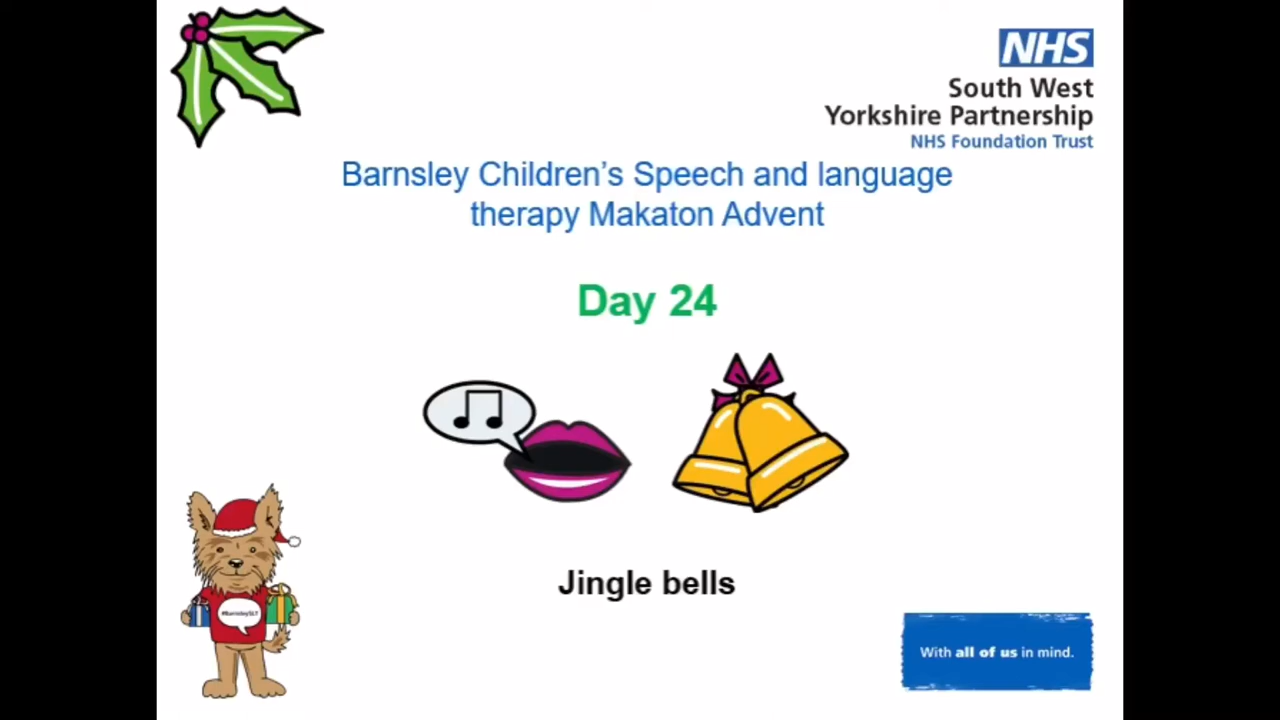 NHS
South West
Yorkshire Partnership
NHS Foundation Trust
Barnsley Children's Speech and language
therapy Makaton Advent
Day 24
Jingle bells
#BarnsleySLT
With all of us in mind.